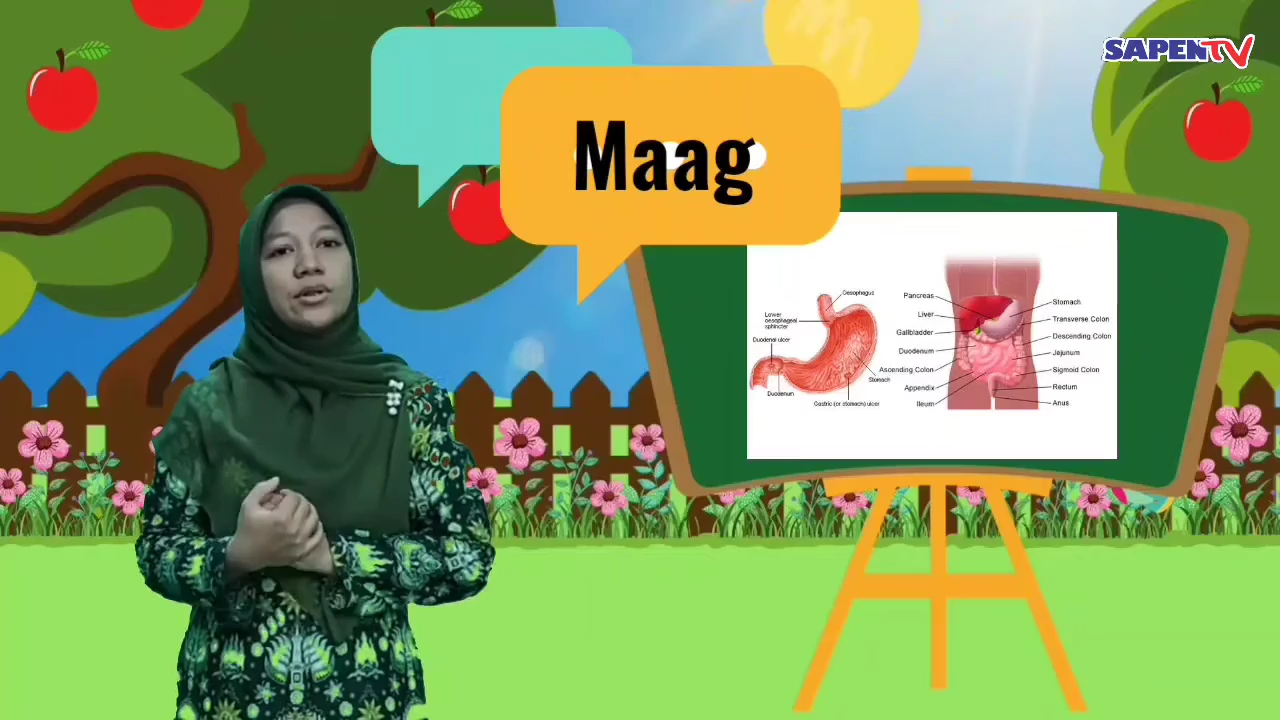 SAPENTV
Maag
Oesophagus
Lower
oesophageal
sphincter
Duodenal ulcer
Stomach
Duodenum
Gastric (or stomach) ulcer
Pancreas
Liver
Gallbladder
Duodenum
Ascending Colon
Appendix
Ileum
Stomach
Transverse Colon
Descending Colon
Jejunum
Sigmoid Colon
Rectum
Anus